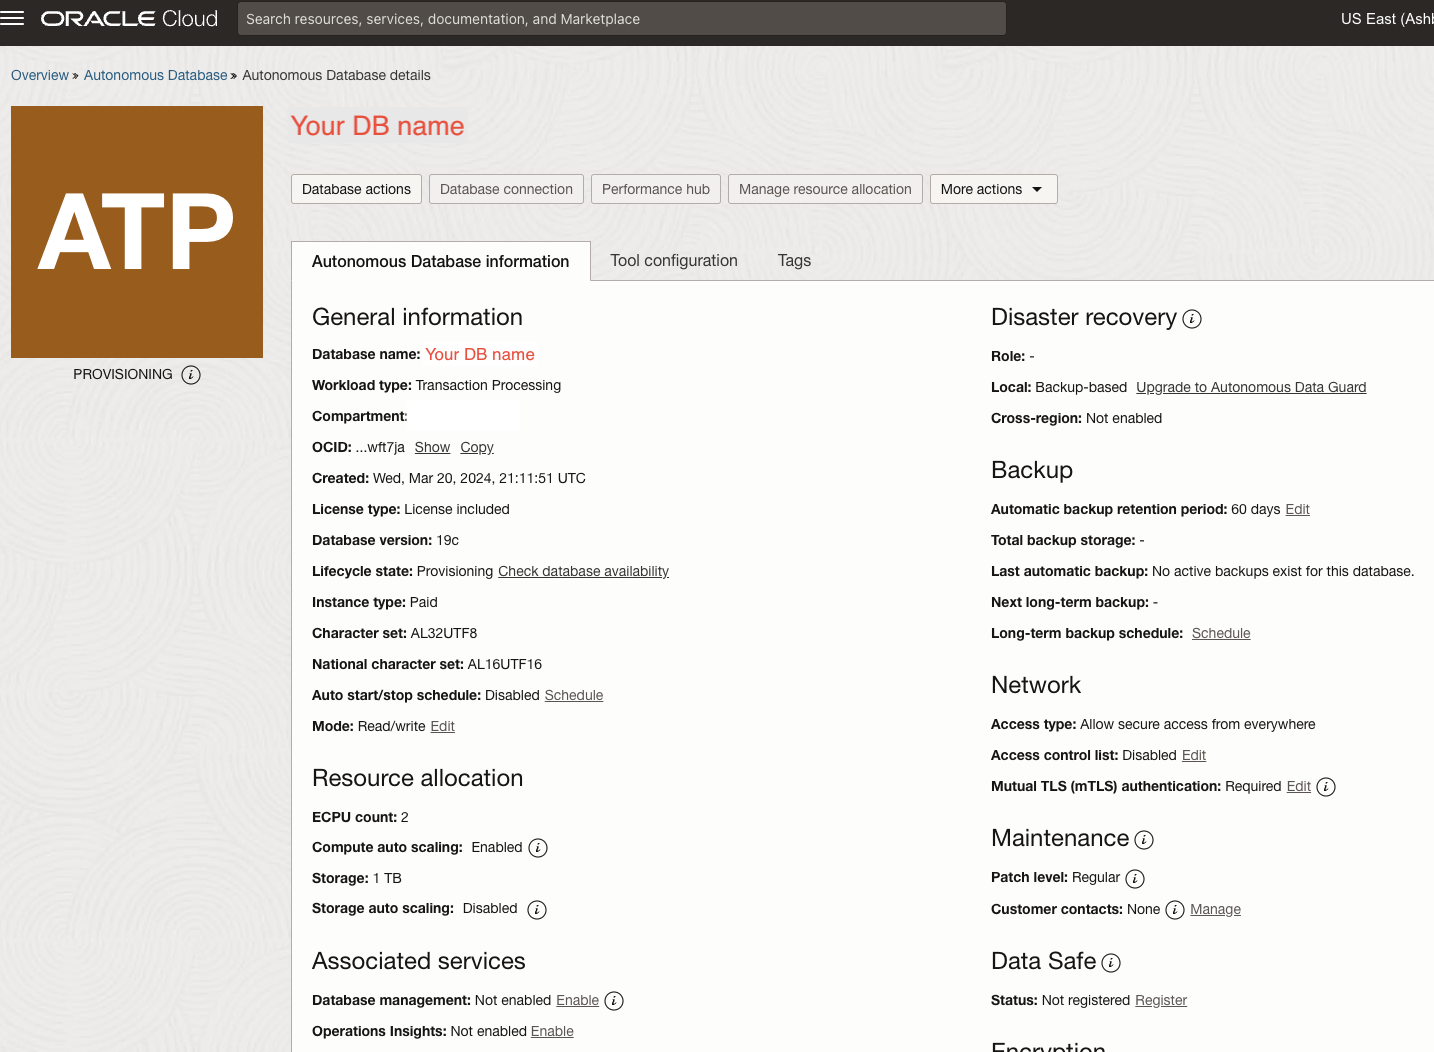 ORACLE Cloud
Search resources, services, documentation, and Marketplace
US East (Ashb
Overview » Autonomous Database » Autonomous Database details
ATP
PROVISIONING i
Your DB name
Database actions
Database connection
Performance hub
Manage resource allocation
More actions
Autonomous Database information
Tool configuration
Tags
General information
Database name: Your DB name
Workload type: Transaction Processing
Compartment:
OCID: ...wft7ja Show Copy
Created: Wed, Mar 20, 2024, 21:11:51 UTC
License type: License included
Database version: 19c
Lifecycle state: Provisioning Check database availability
Instance type: Paid
Character set: AL32UTF8
National character set: AL16UTF16
Auto start/stop schedule: Disabled Schedule
Mode: Read/write Edit
Resource allocation
ECPU count: 2
Compute auto scaling: Enabled i
Storage: 1 TB
Storage auto scaling: Disabled i
Associated services
Database management: Not enabled Enable i
Operations Insights: Not enabled Enable
Disaster recovery i
Role: -
Local: Backup-based Upgrade to Autonomous Data Guard
Cross-region: Not enabled
Backup
Automatic backup retention period: 60 days Edit
Total backup storage: -
Last automatic backup: No active backups exist for this database.
Next long-term backup: -
Long-term backup schedule: Schedule
Network
Access type: Allow secure access from everywhere
Access control list: Disabled Edit
Mutual TLS (mTLS) authentication: Required Edit i
Maintenance i
Patch level: Regular i
Customer contacts: None i Manage
Data Safe i
Status: Not registered Register
Encryption